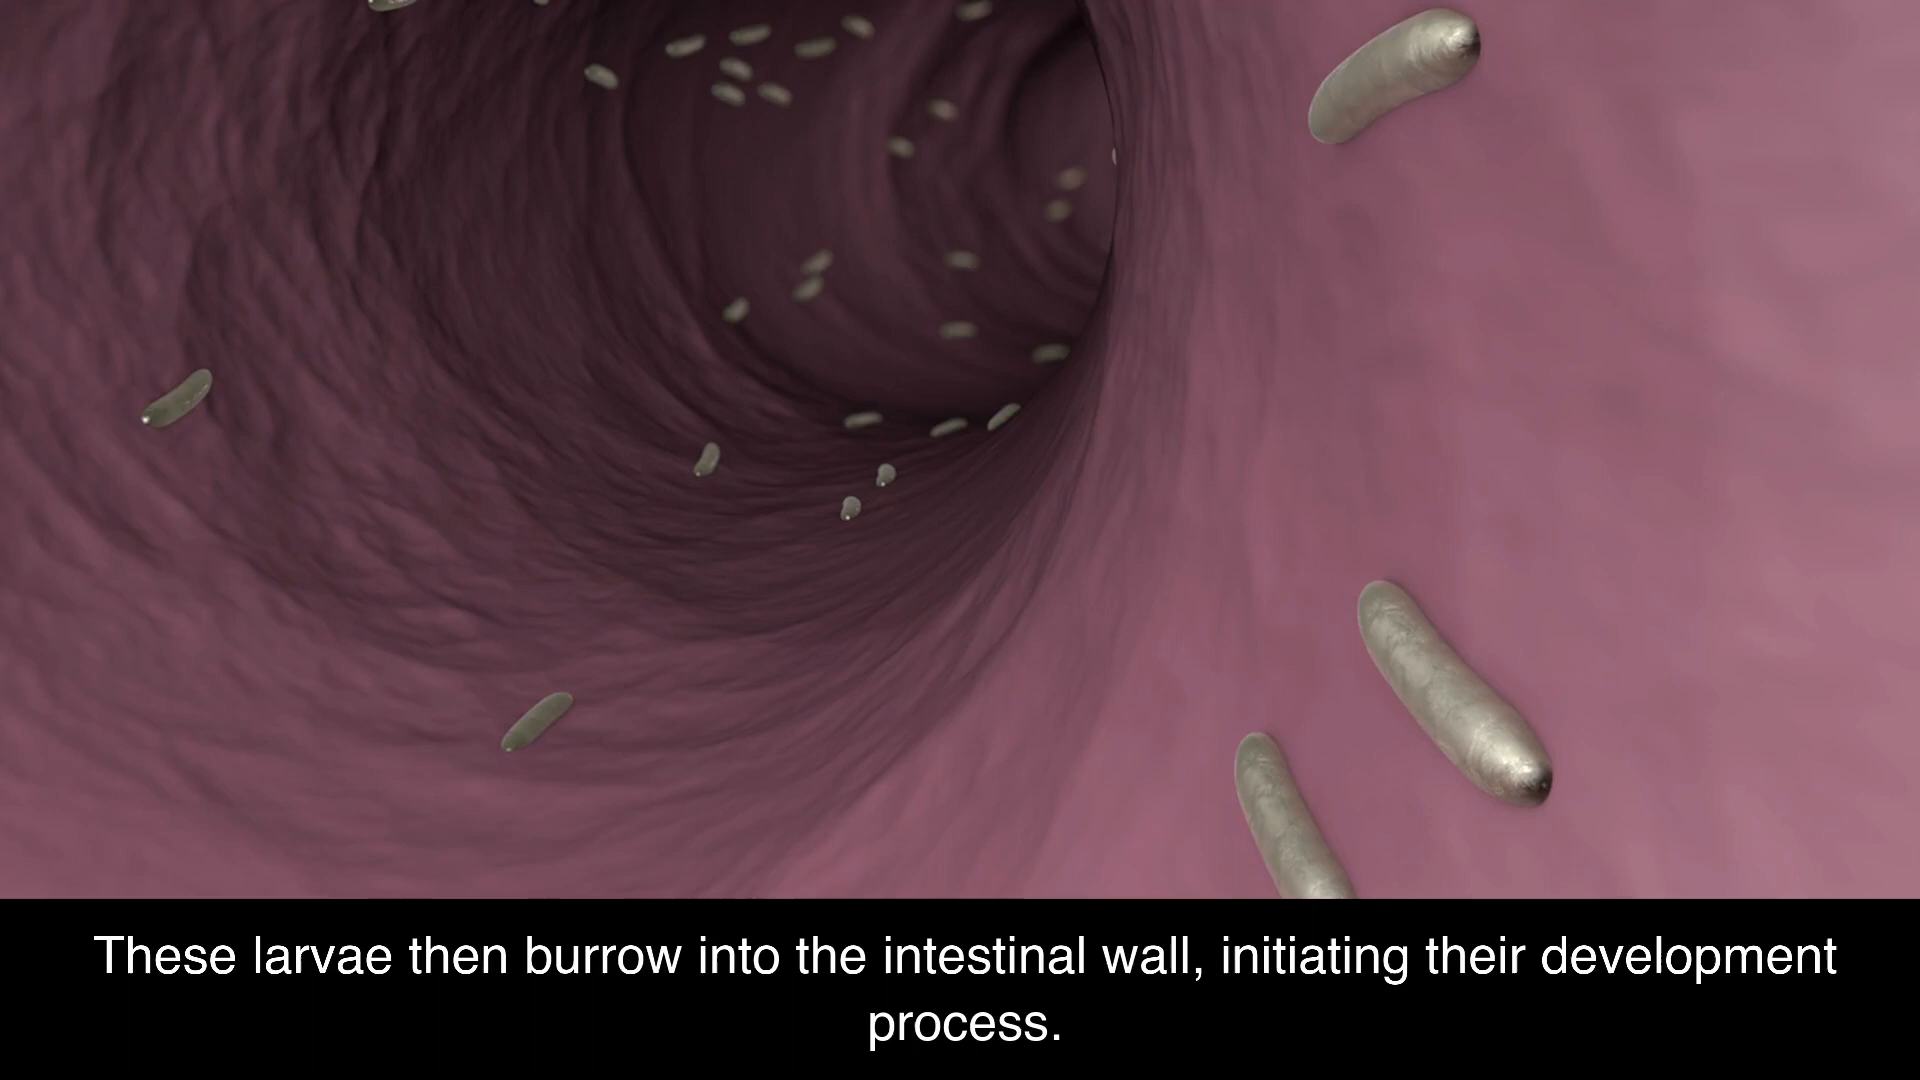 These larvae then burrow into the intestinal wall, initiating their development
process.